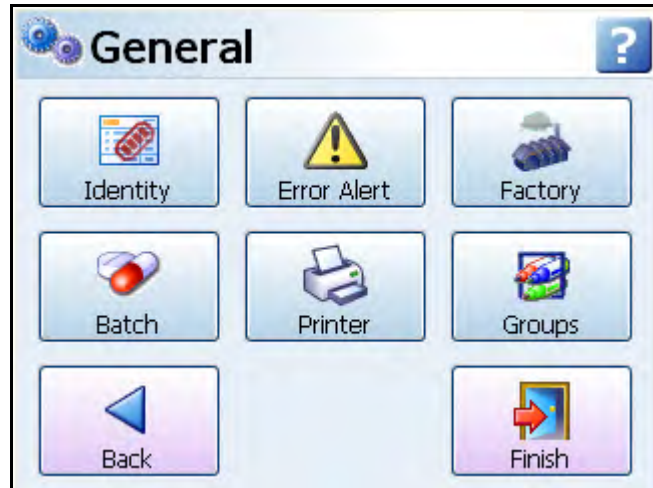 General
?
Identity
Error Alert
Factory
Batch
Printer
Groups
Back
Finish